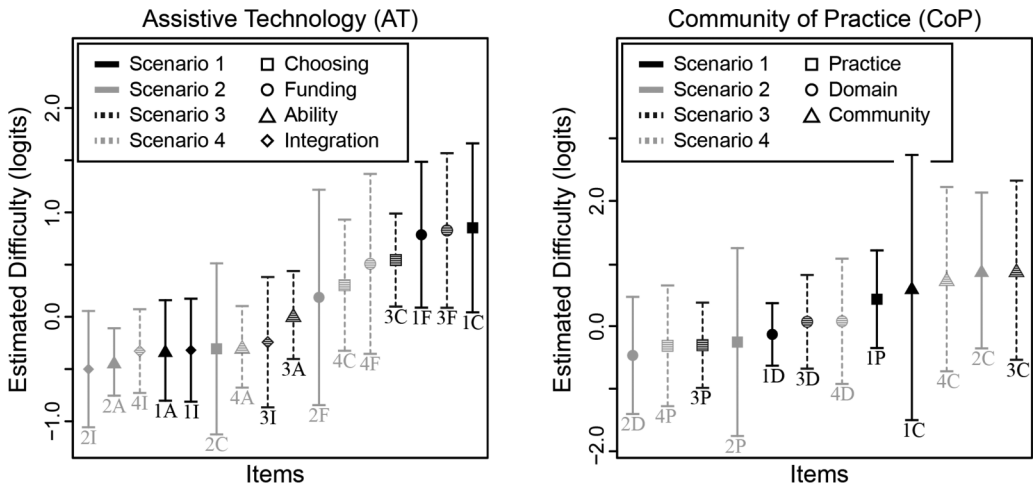 Assistive Technology (AT)
Estimated Difficulty (logits)
2.0
1.0
0.0
−1.0
Scenario 1
Scenario 2
Scenario 3
Scenario 4
Choosing
Funding
Ability
Integration
2I
2A
4I
1A
1I
2C
4A
3I
3A
2F
4C
4F
3C
1F
3F
1C
Items
Community of Practice (CoP)
Estimated Difficulty (logits)
2.0
0.0
−2.0
Scenario 1
Scenario 2
Scenario 3
Scenario 4
Practice
Domain
Community
2D
4P
3P
2P
1D
3D
4D
1P
1C
4C
2C
3C
Items